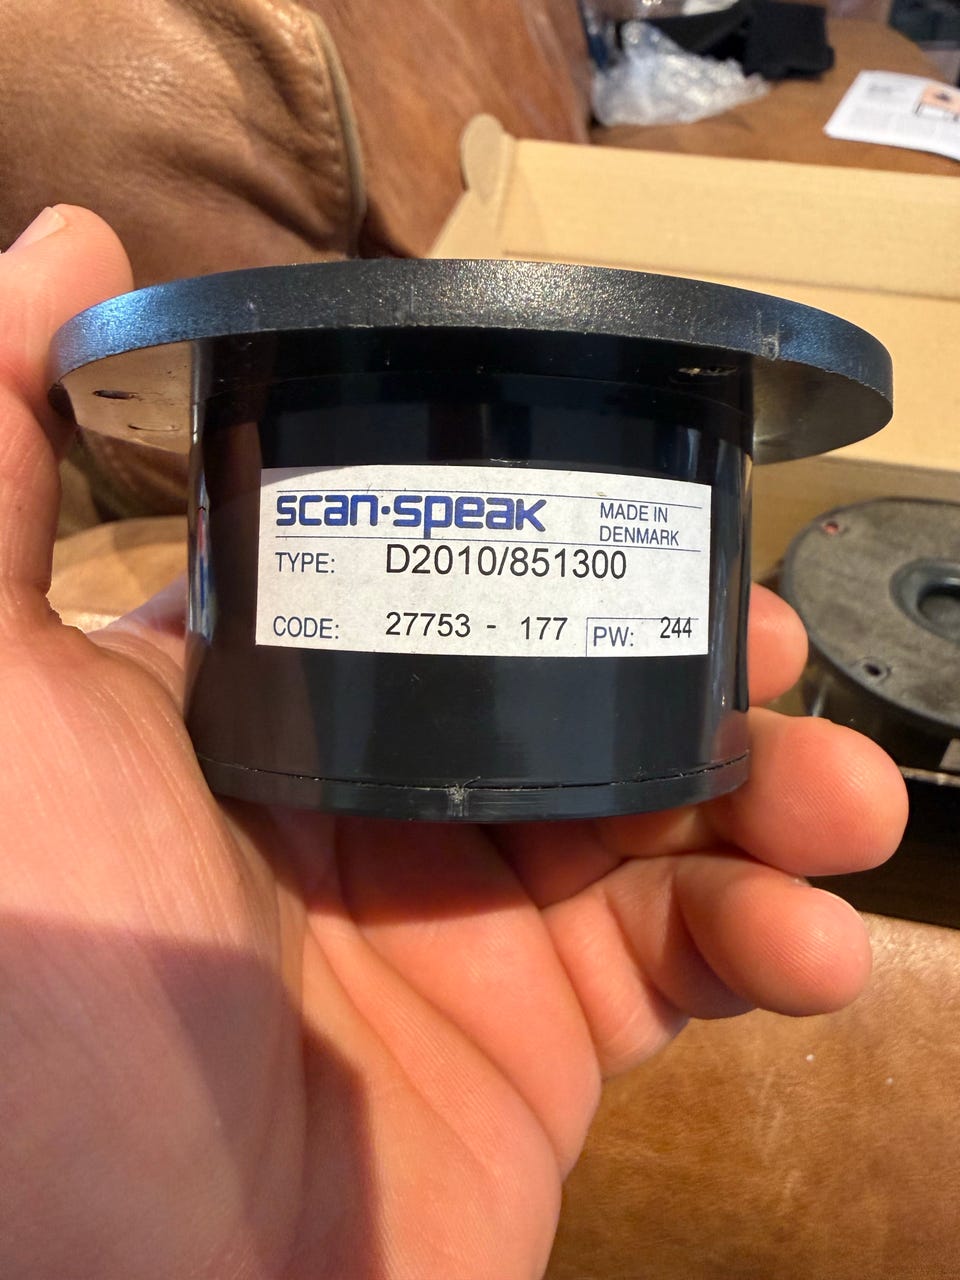 scan·speak
MADE IN
DENMARK
TYPE: D2010/851300
CODE: 27753 - 177 PW: 244